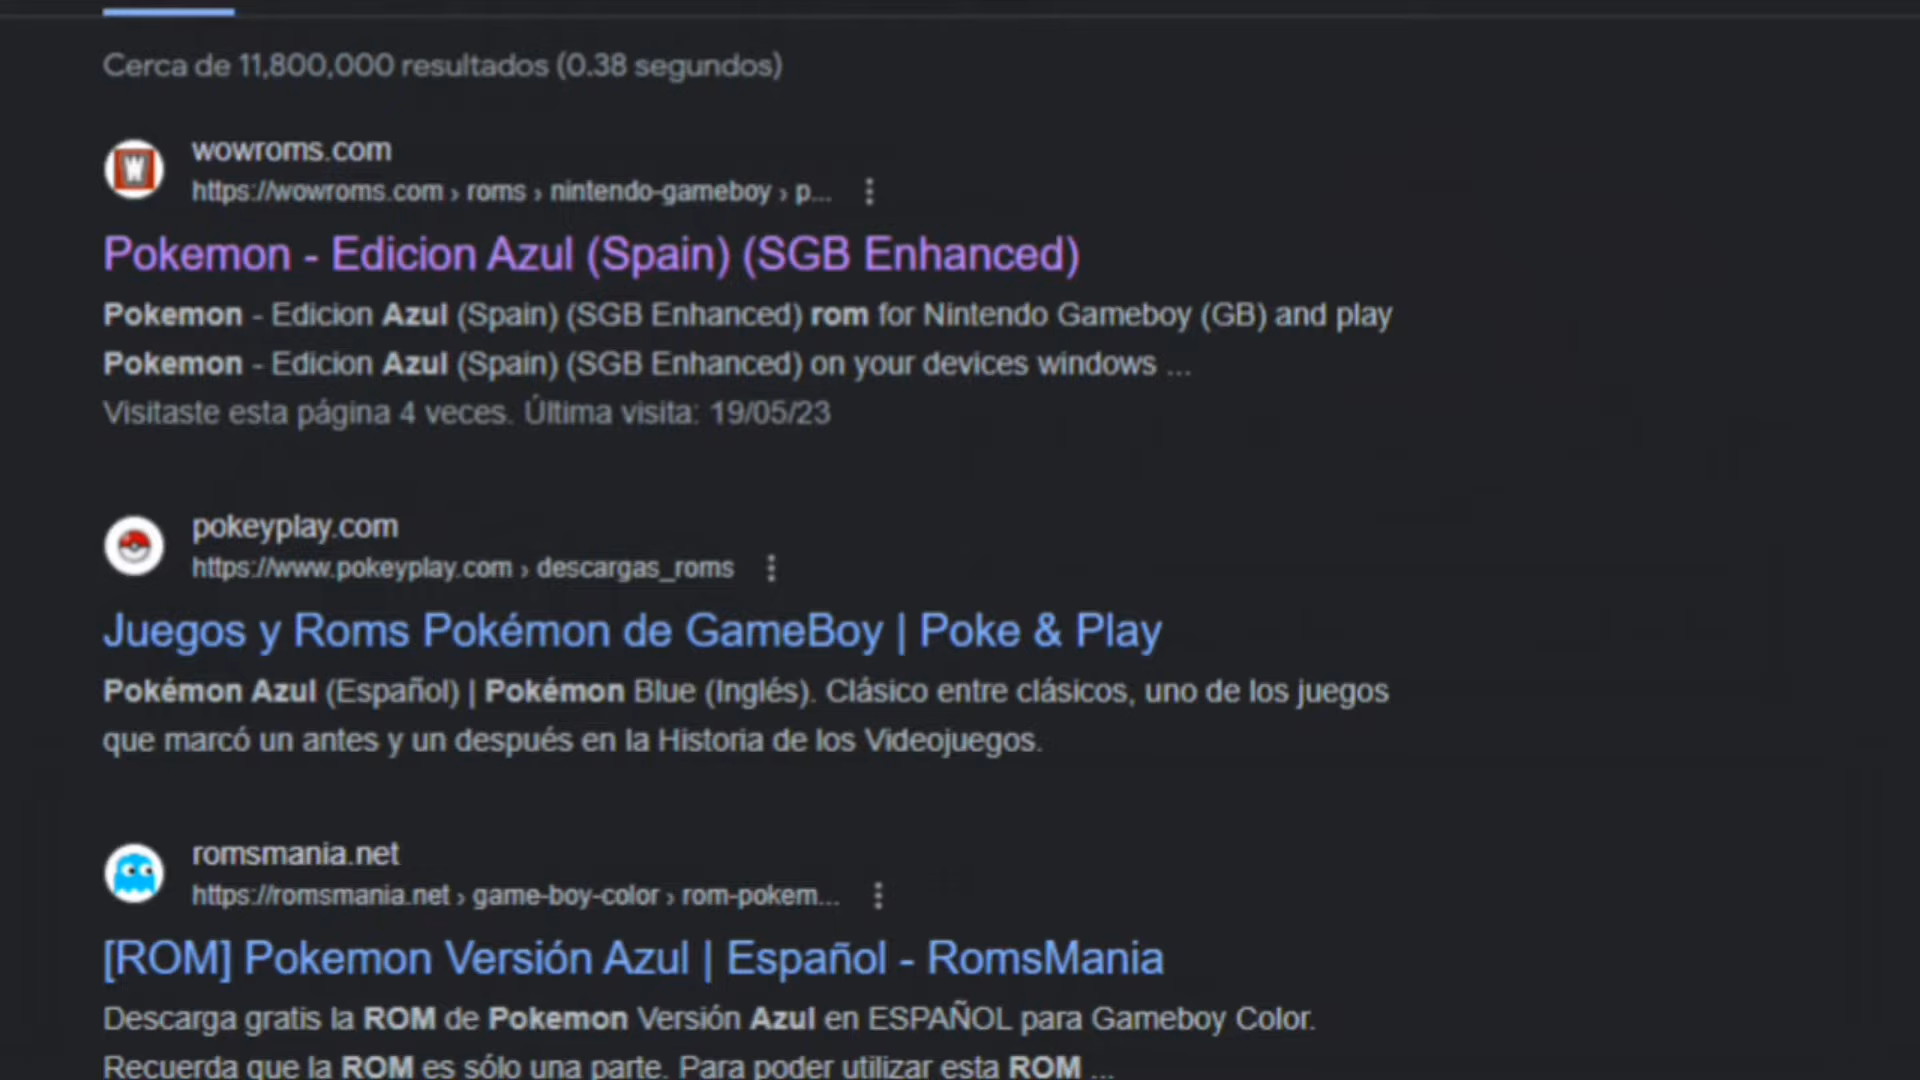 Cerca de 11,800,000 resultados (0.38 segundos)
W
wowroms.com
https://wowroms.com › roms › nintendo-gameboy › p...
Pokemon - Edicion Azul (Spain) (SGB Enhanced)
Pokemon - Edicion Azul (Spain) (SGB Enhanced) rom for Nintendo Gameboy (GB) and play
Pokemon - Edicion Azul (Spain) (SGB Enhanced) on your devices windows ...
Visitaste esta página 4 veces. Última visita: 19/05/23
pokeyplay.com
https://www.pokeyplay.com › descargas_roms
Juegos y Roms Pokémon de GameBoy | Poke & Play
Pokémon Azul (Español) | Pokémon Blue (Inglés). Clásico entre clásicos, uno de los juegos
que marcó un antes y un después en la Historia de los Videojuegos.
romsmania.net
https://romsmania.net › game-boy-color › rom-pokem...
[ROM] Pokemon Versión Azul | Español - RomsMania
Descarga gratis la ROM de Pokemon Versión Azul en ESPAÑOL para Gameboy Color.
Recuerda que la ROM es sólo una parte. Para poder utilizar esta ROM ...